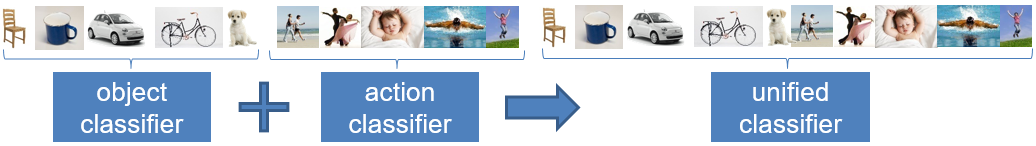 object
classifier
action
classifier
unified
classifier